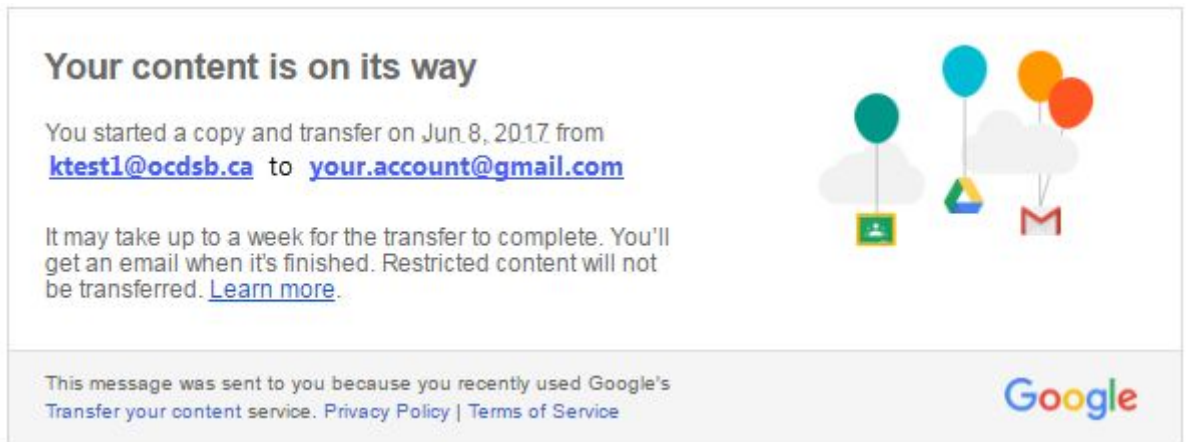 Your content is on its way
You started a copy and transfer on Jun 8, 2017 from
ktest1@ocdsb.ca to your.account@gmail.com
It may take up to a week for the transfer to complete. You'll
get an email when it's finished. Restricted content will not
be transferred. Learn more.
This message was sent to you because you recently used Google's
Transfer your content service. Privacy Policy | Terms of Service
Google